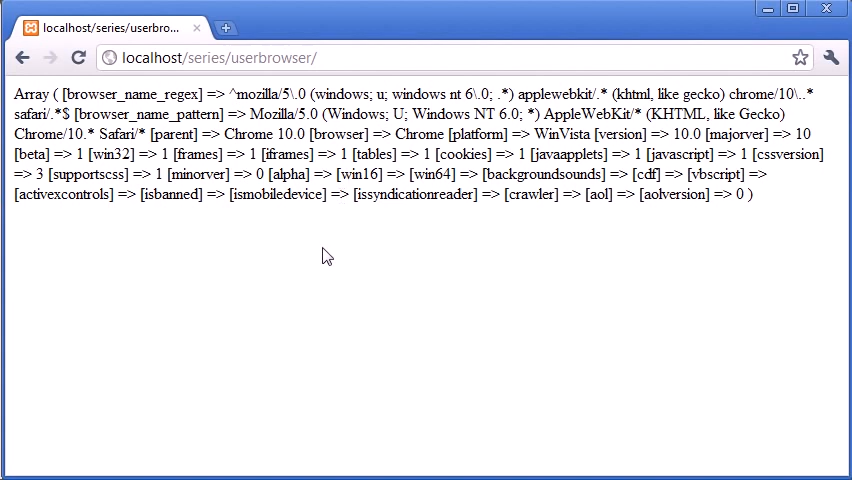 localhost/series/userbro...
localhost/series/userbrowser/
Array ( [browser_name_regex] => ^mozilla/5\.0 (windows; u; windows nt 6\.0; .*) applewebkit/.* (khtml, like gecko) chrome/10\..*
safari/.*$ [browser_name_pattern] => Mozilla/5.0 (Windows; U; Windows NT 6.0; *) AppleWebKit/* (KHTML, like Gecko)
Chrome/10.* Safari/* [parent] => Chrome 10.0 [browser] => Chrome [platform] => WinVista [version] => 10.0 [majorver] => 10
[beta] => 1 [win32] => 1 [frames] => 1 [iframes] => 1 [tables] => 1 [cookies] => 1 [javaapplets] => 1 [javascript] => 1 [cssversion]
=> 3 [supportscss] => 1 [minorver] => 0 [alpha] => [win16] => [win64] => [backgroundsounds] => [cdf] => [vbscript] =>
[activexcontrols] => [isbanned] => [ismobiledevice] => [issyndicationreader] => [crawler] => [aol] => [aolversion] => 0 )